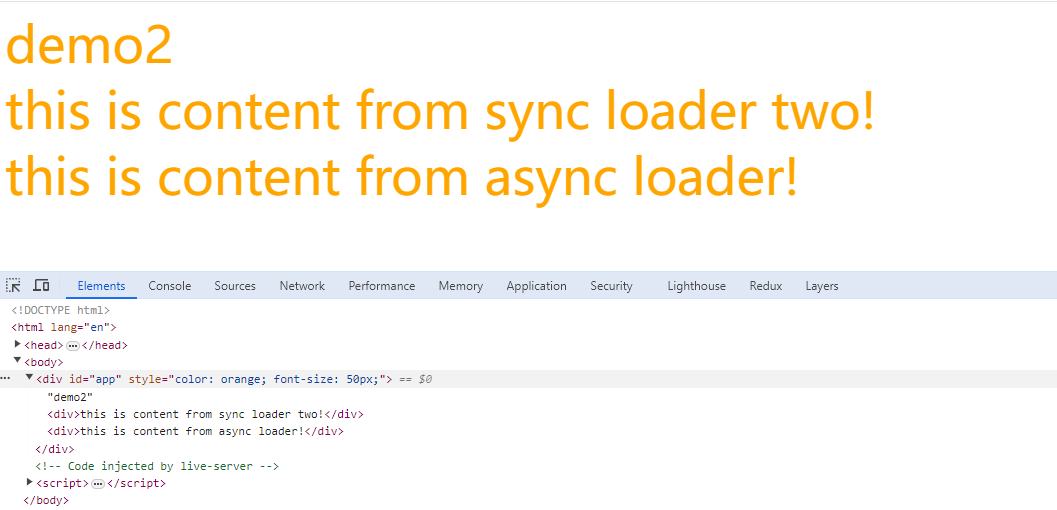 demo2
this is content from sync loader two!
this is content from async loader!
Elements Console Sources Network Performance Memory Application Security Lighthouse Redux Layers
<!DOCTYPE html>
<html lang="en">
<head>…</head>
<body>
<div id="app" style="color: orange; font-size: 50px;"> == $0
"demo2"
<div>this is content from sync loader two!</div>
<div>this is content from async loader!</div>
</div>
<!-- Code injected by live-server -->
<script>…</script>
</body>